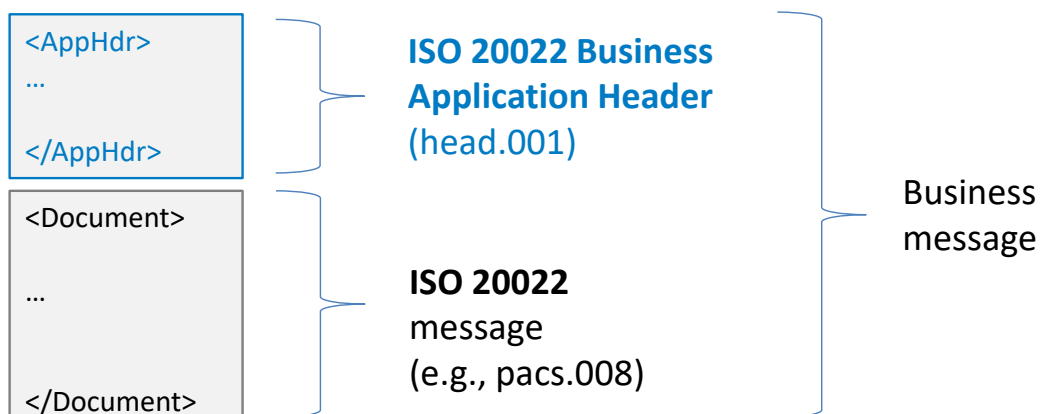 <AppHdr>
...
</AppHdr>
ISO 20022 Business
Application Header
(head.001)
<Document>
...
</Document>
ISO 20022
message
(e.g., pacs.008)
Business
message